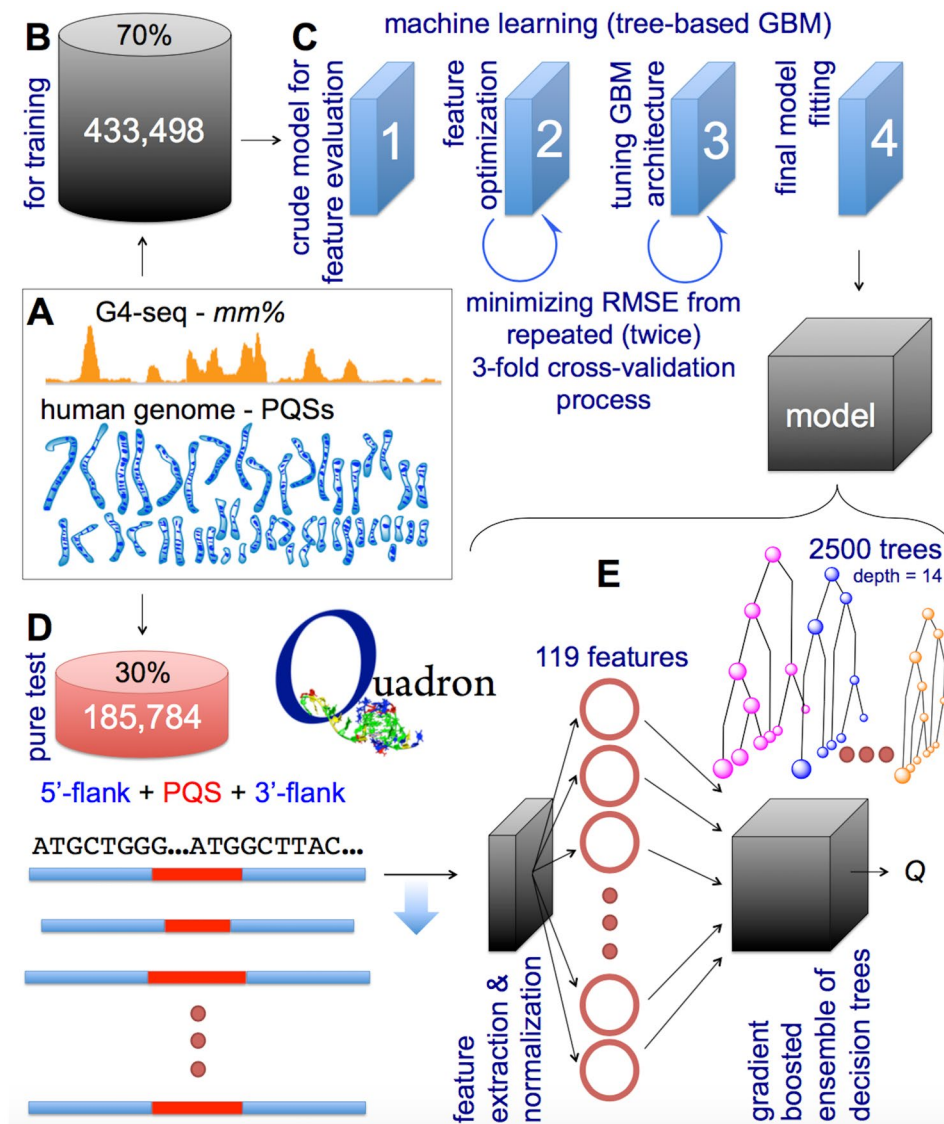 B
70%
433,498
for training
C
machine learning (tree-based GBM)
crude model for
feature evaluation
1
feature
optimization
2
tuning GBM
architecture
3
final model
fitting
4
minimizing RMSE from
repeated (twice)
3-fold cross-validation
process
model
A
G4-seq - mm%
human genome - PQSs
D
pure test
30%
185,784
Quadron
5'-flank + PQS + 3'-flank
ATGCTGGG...ATGGCTTAC...
E
2500 trees
depth = 14
119 features
Q
feature
extraction &
normalization
gradient
boosted
ensemble of
decision trees